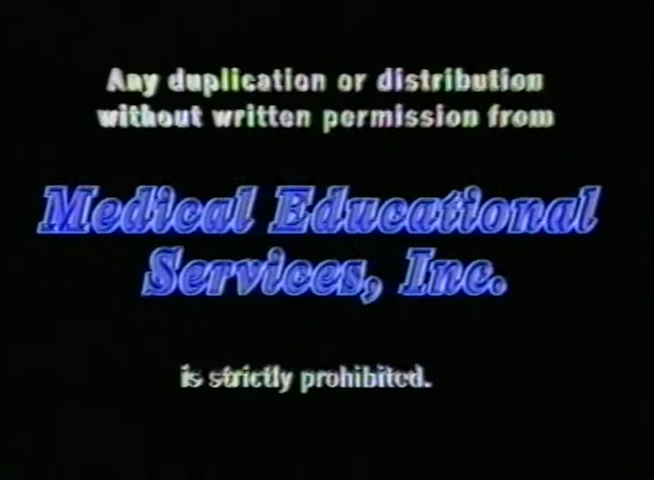 Any duplication or distribution
without written permission from
Medical Educational
Services, Inc.
is strictly prohibited.